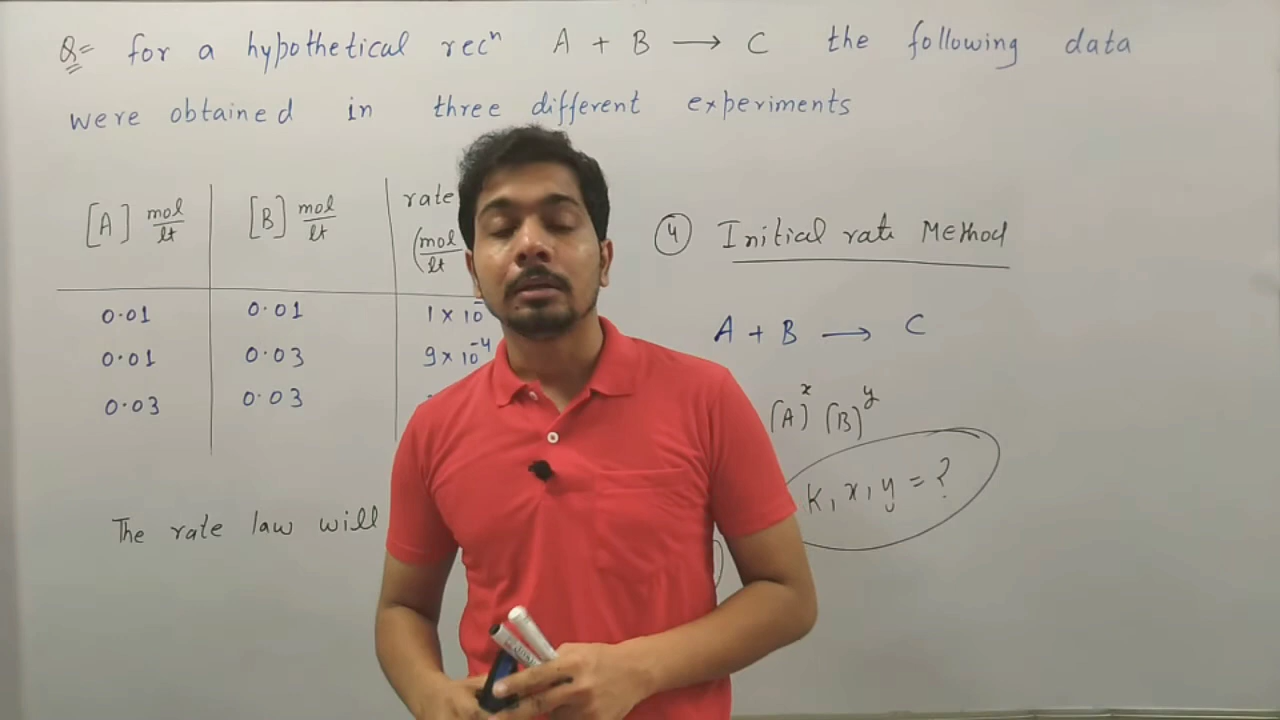 Q= for a hypothetical recⁿ A + B → C the following data
were obtained in three different experiments
[A] mol/lt [B] mol/lt rate (mol/lt
0.01 0.01 1 × 10⁻
0.01 0.03 9 × 10⁻⁴
0.03 0.03
The rate law will
④ Initial rate Method
A + B → C
[A]ˣ [B]ʸ
K, x, y = ?